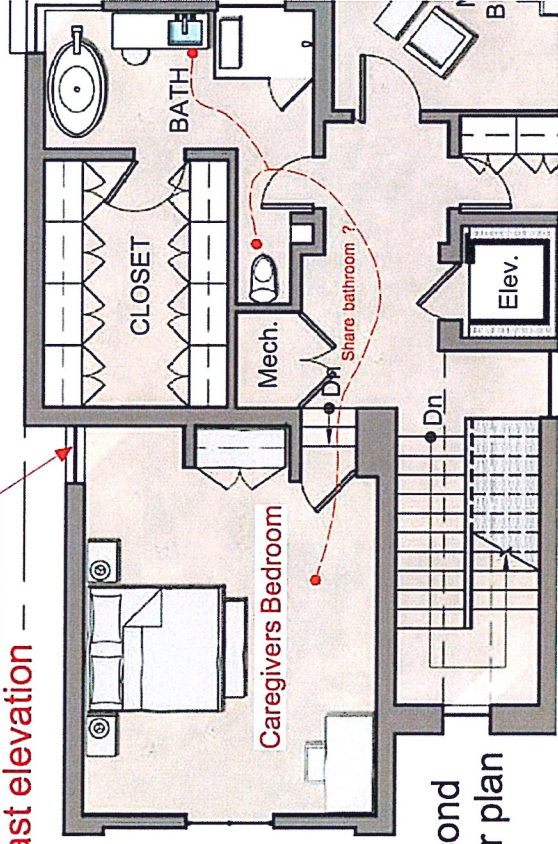 BATH
CLOSET
Mech.
Dn
Share bathroom ?
Elev.
Dn
Caregivers Bedroom
ast elevation
ond
r plan
B